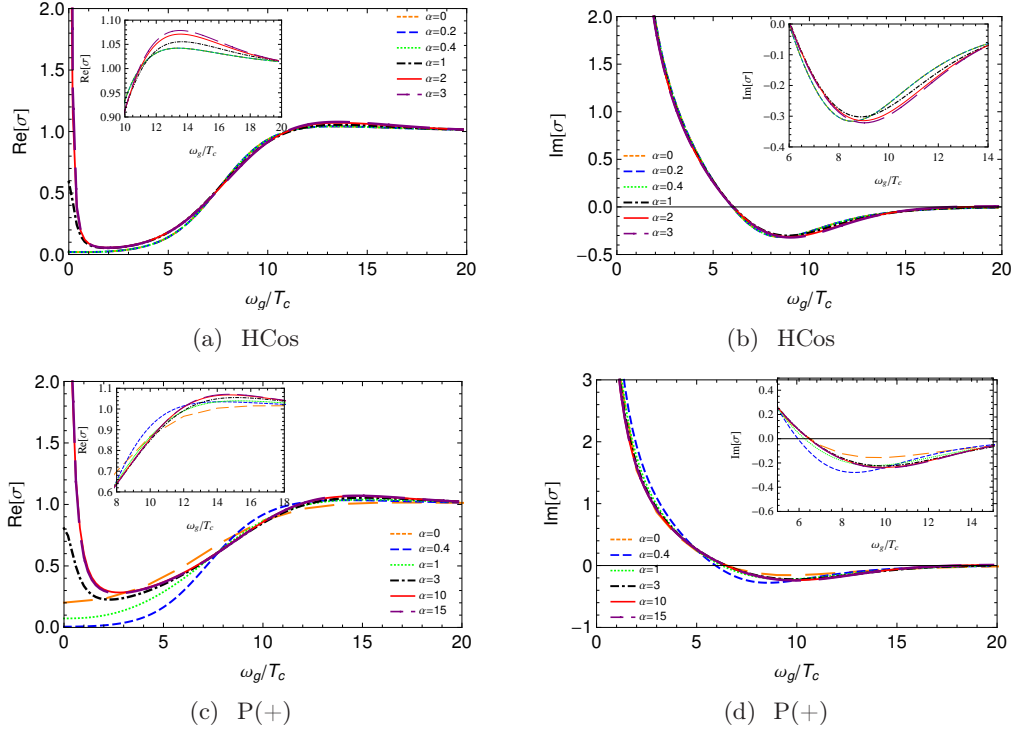 2.0
1.5
1.0
0.5
0.0
0
5
10
15
20
Re[σ]
ω_g/T_c
1.10
1.05
1.00
0.95
0.90
10
12
14
16
18
20
Re[σ]
ω_g/T_c
α=0
α=0.2
α=0.4
α=1
α=2
α=3
(a) HCos
2.0
1.5
1.0
0.5
0.0
−0.5
0
5
10
15
20
Im[σ]
ω_g/T_c
0.0
−0.1
−0.2
−0.3
−0.4
−0.5
6
8
10
12
14
Im[σ]
ω_g/T_c
α=0
α=0.2
α=0.4
α=1
α=2
α=3
(b) HCos
2.0
1.5
1.0
0.5
0.0
0
5
10
15
20
Re[σ]
ω_g/T_c
1.1
1.0
0.9
0.8
0.7
0.6
8
10
12
14
16
18
Re[σ]
ω_g/T_c
α=0
α=0.4
α=1
α=3
α=10
α=15
(c) P(+)
3
2
1
0
−1
0
5
10
15
20
Im[σ]
ω_g/T_c
0.4
0.2
0.0
−0.2
−0.4
−0.6
6
8
10
12
14
Im[σ]
ω_g/T_c
α=0
α=0.4
α=1
α=3
α=10
α=15
(d) P(+)